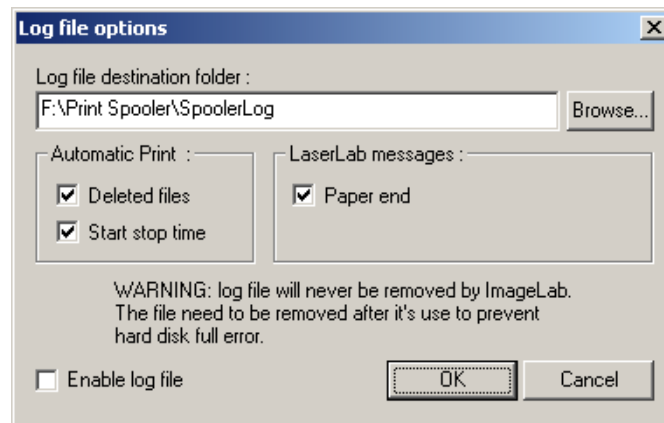 Log file options
Log file destination folder :
F:\Print Spooler\SpoolerLog
Browse...
Automatic Print :
LaserLab messages :
Deleted files
Paper end
Start stop time
WARNING: log file will never be removed by ImageLab.
The file need to be removed after it's use to prevent
hard disk full error.
Enable log file
OK
Cancel